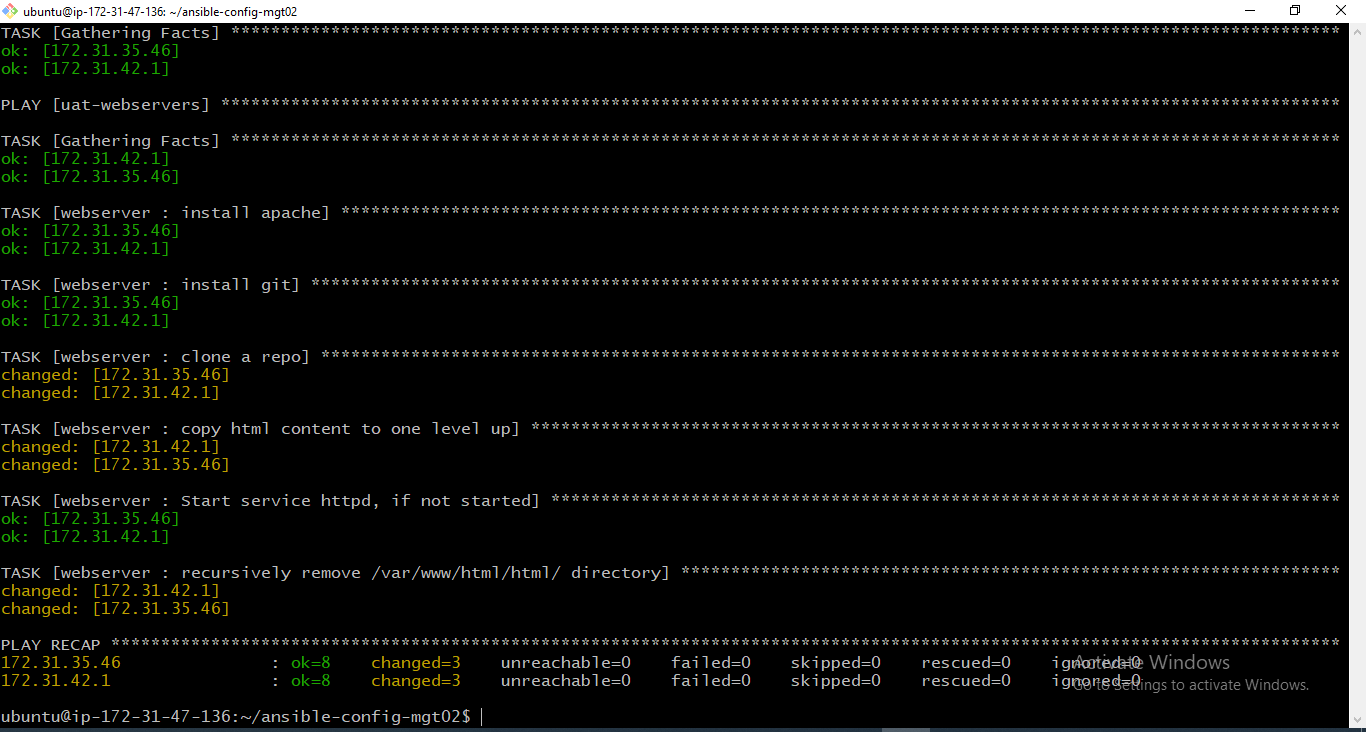 ubuntu@ip-172-31-47-136: ~/ansible-config-mgt02
TASK [Gathering Facts] ***************************************************************************************************************
ok: [172.31.35.46]
ok: [172.31.42.1]
PLAY [uat-webservers] ****************************************************************************************************************
TASK [Gathering Facts] ***************************************************************************************************************
ok: [172.31.42.1]
ok: [172.31.35.46]
TASK [webserver : install apache] ****************************************************************************************************
ok: [172.31.35.46]
ok: [172.31.42.1]
TASK [webserver : install git] *******************************************************************************************************
ok: [172.31.35.46]
ok: [172.31.42.1]
TASK [webserver : clone a repo] ******************************************************************************************************
changed: [172.31.35.46]
changed: [172.31.42.1]
TASK [webserver : copy html content to one level up] *********************************************************************************
changed: [172.31.42.1]
changed: [172.31.35.46]
TASK [webserver : Start service httpd, if not started] *******************************************************************************
ok: [172.31.35.46]
ok: [172.31.42.1]
TASK [webserver : recursively remove /var/www/html/html/ directory] ******************************************************************
changed: [172.31.42.1]
changed: [172.31.35.46]
PLAY RECAP ***************************************************************************************************************************
172.31.35.46               : ok=8    changed=3    unreachable=0    failed=0    skipped=0    rescued=0    ignored=0
172.31.42.1                : ok=8    changed=3    unreachable=0    failed=0    skipped=0    rescued=0    ignored=0
Activate Windows
Go to Settings to activate Windows.
ubuntu@ip-172-31-47-136:~/ansible-config-mgt02$